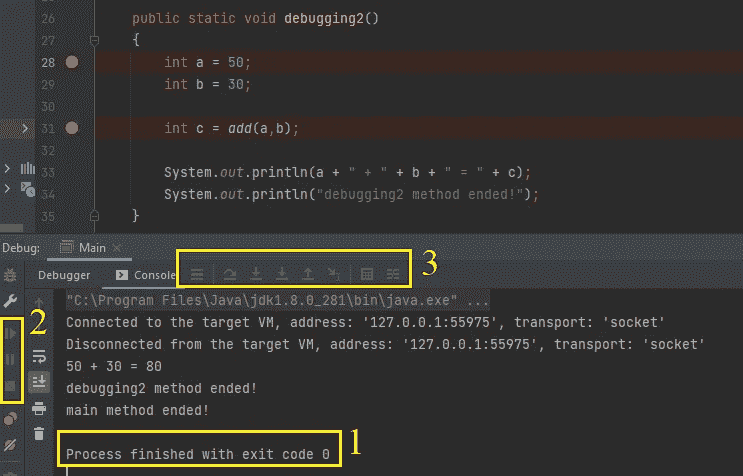 26 public static void debugging2()
27 {
28 int a = 50;
29 int b = 30;
30
31 int c = add(a,b);
32
33 System.out.println(a + " + " + b + " = " + c);
34 System.out.println("debugging2 method ended!");
35 }
Debug: Main
Debugger Console 3
2
"C:\Program Files\Java\jdk1.8.0_281\bin\java.exe" ...
Connected to the target VM, address: '127.0.0.1:55975', transport: 'socket'
Disconnected from the target VM, address: '127.0.0.1:55975', transport: 'socket'
50 + 30 = 80
debugging2 method ended!
main method ended!
Process finished with exit code 0 1